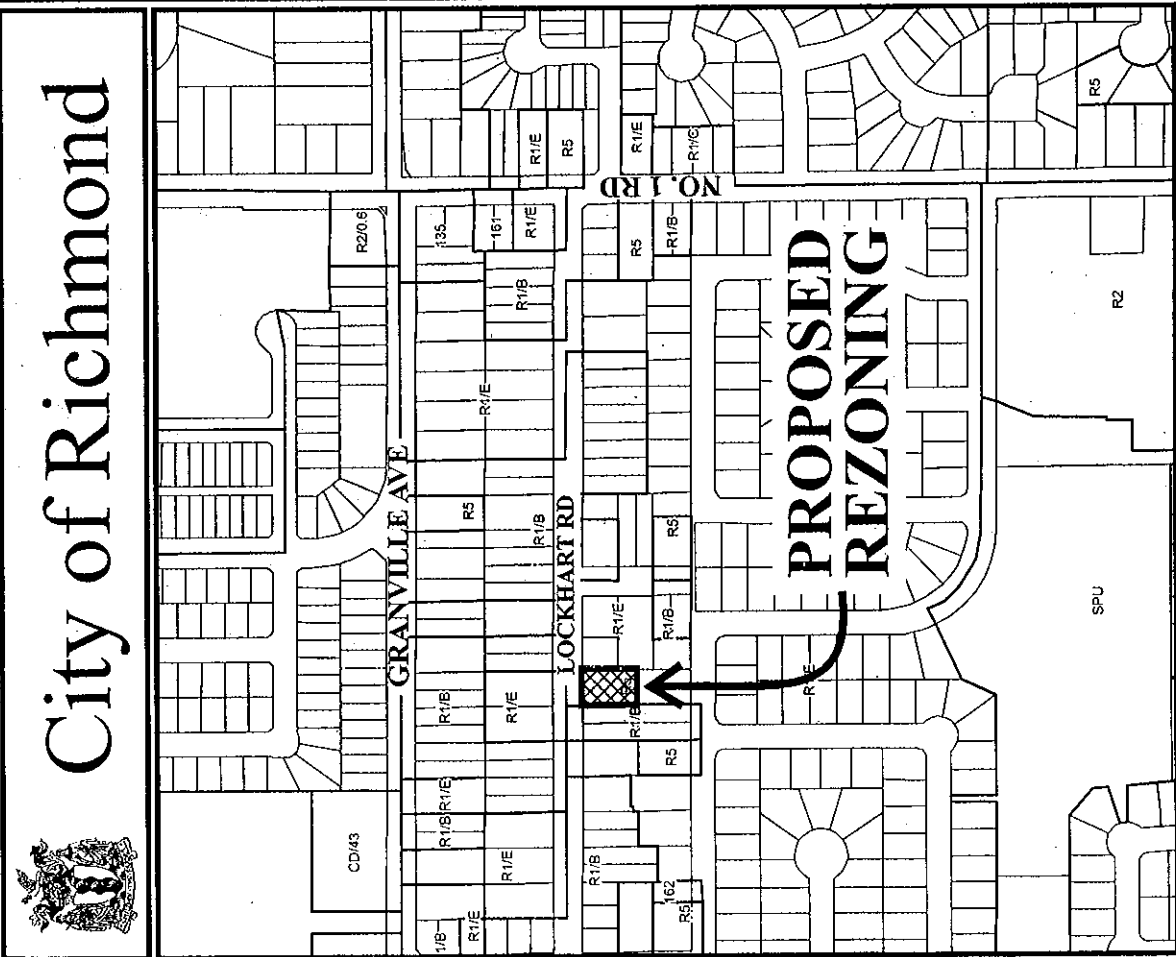 City of Richmond
R5
R1/E
R5
R1/E
R1/C
NO. 1 RD
R2/0.6
135
161
R1/E
R5
R1/B
R1/B
R2
R1/E
PROPOSED
REZONING
GRANVILLE AVE
R5
R1/B
LOCKHART RD
R5
R1/E
R1/B
SPU
R1/B
R1/E
R1/B
R1/E
R5
R1/E
R1/B
CD/43
R1/E
R1/B
162
R5
1/B
R1/E